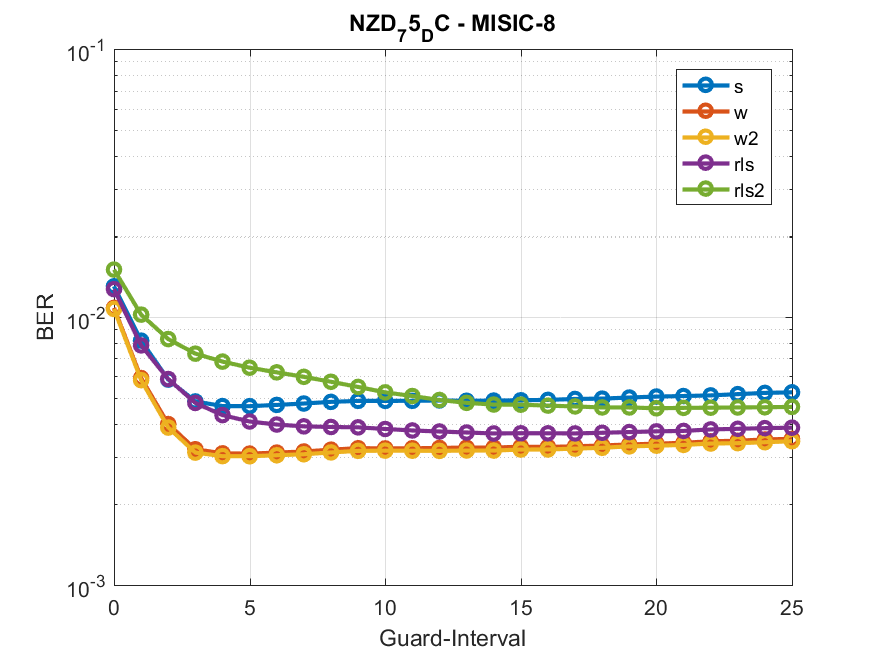 NZD₇5_DC - MISIC-8
10⁻¹
10⁻²
10⁻³
BER
0 5 10 15 20 25
Guard-Interval
s
w
w2
rls
rls2